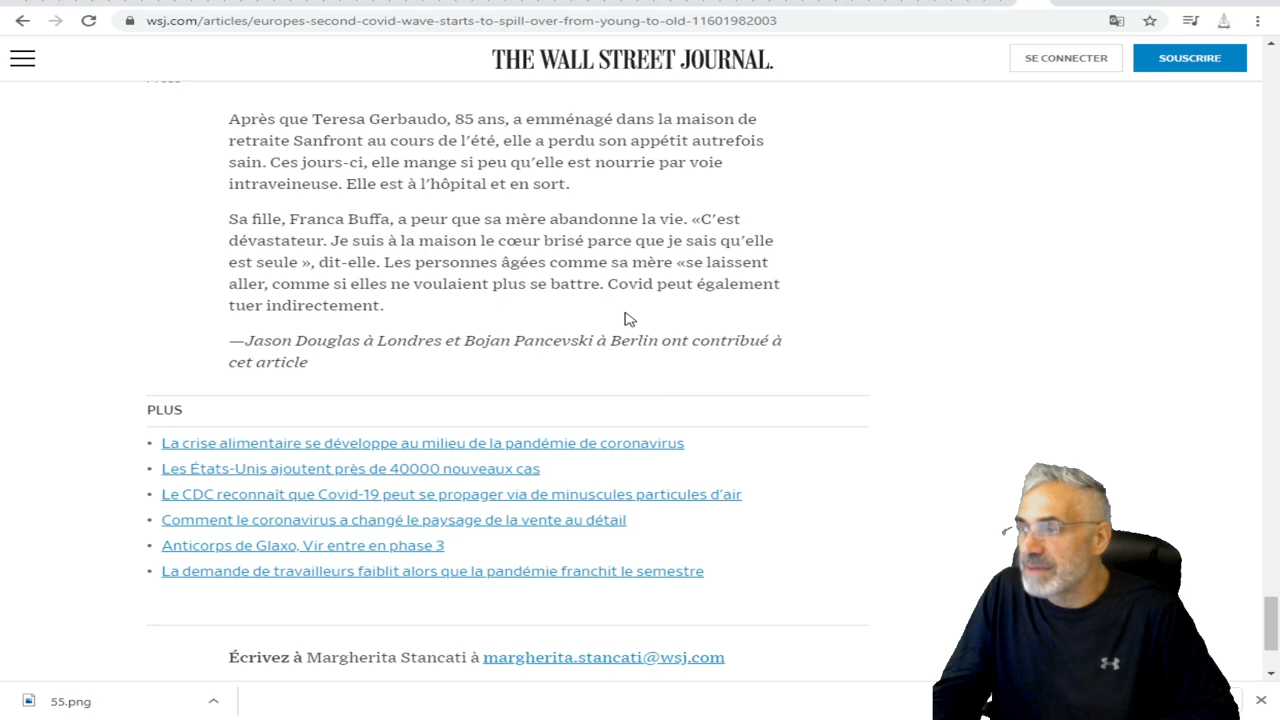 wsj.com/articles/europes-second-covid-wave-starts-to-spill-over-from-young-to-old-11601982003
THE WALL STREET JOURNAL.
SE CONNECTER
SOUSCRIRE
Après que Teresa Gerbaudo, 85 ans, a emménagé dans la maison de
retraite Sanfront au cours de l'été, elle a perdu son appétit autrefois
sain. Ces jours-ci, elle mange si peu qu'elle est nourrie par voie
intraveineuse. Elle est à l'hôpital et en sort.
Sa fille, Franca Buffa, a peur que sa mère abandonne la vie. «C'est
dévastateur. Je suis à la maison le cœur brisé parce que je sais qu'elle
est seule », dit-elle. Les personnes âgées comme sa mère «se laissent
aller, comme si elles ne voulaient plus se battre. Covid peut également
tuer indirectement.
—Jason Douglas à Londres et Bojan Pancevski à Berlin ont contribué à
cet article
PLUS
• La crise alimentaire se développe au milieu de la pandémie de coronavirus
• Les États-Unis ajoutent près de 40000 nouveaux cas
• Le CDC reconnaît que Covid-19 peut se propager via de minuscules particules d'air
• Comment le coronavirus a changé le paysage de la vente au détail
• Anticorps de Glaxo, Vir entre en phase 3
• La demande de travailleurs faiblit alors que la pandémie franchit le semestre
Écrivez à Margherita Stancati à margherita.stancati@wsj.com
55.png